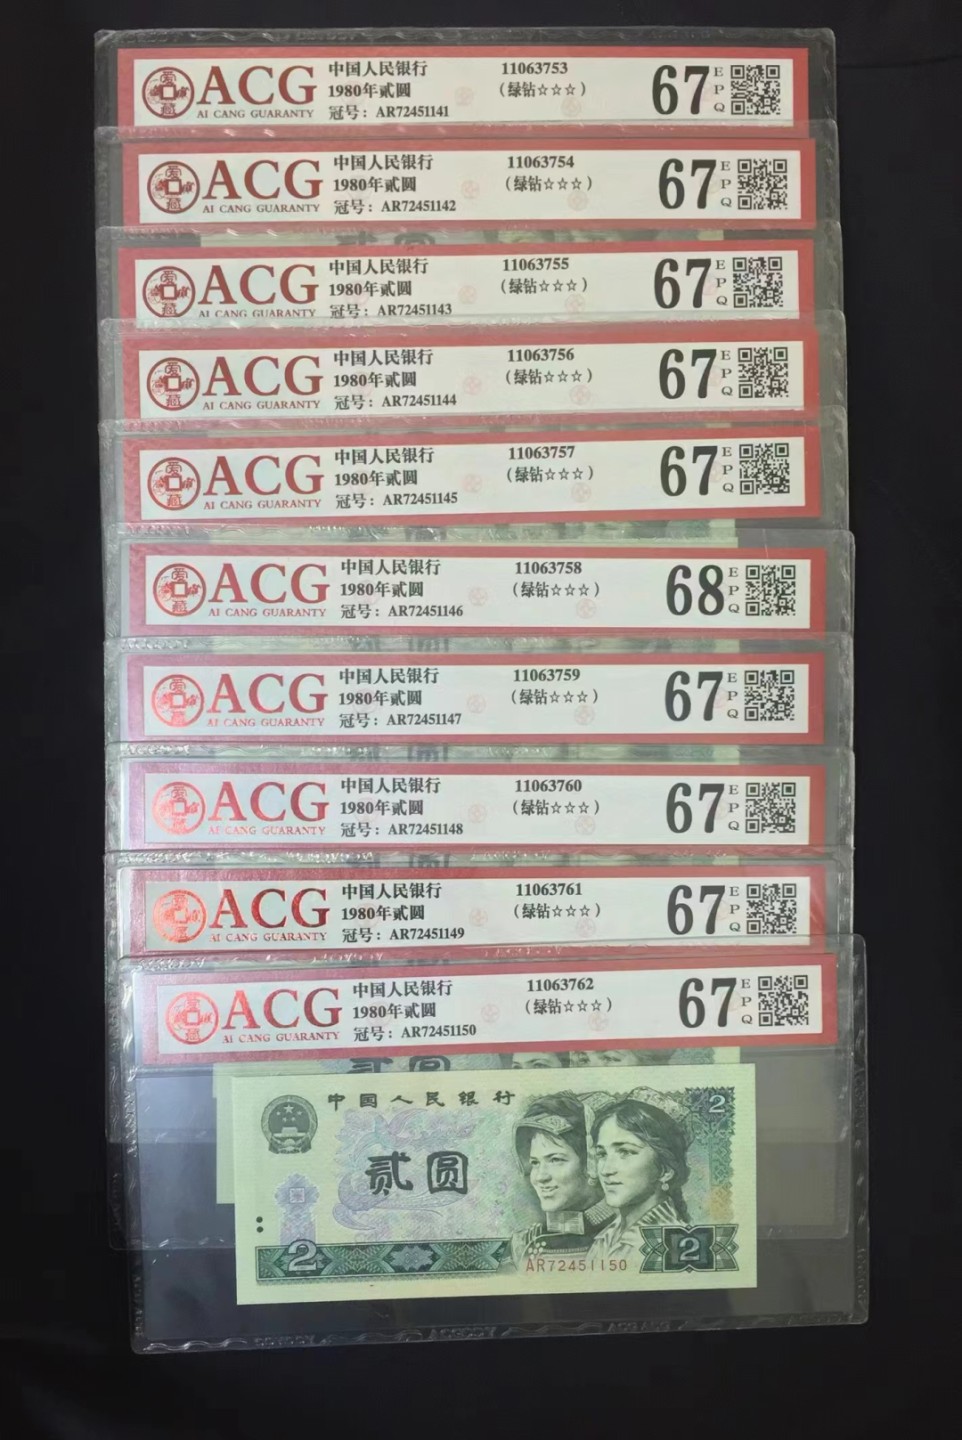 ACG
AI CANG GUARANTY
中国人民银行 11063753
1980年贰圆 (绿钻☆☆☆)
冠号：AR72451141
67 EPQ
ACG
AI CANG GUARANTY
中国人民银行 11063754
1980年贰圆 (绿钻☆☆☆)
冠号：AR72451142
67 EPQ
ACG
AI CANG GUARANTY
中国人民银行 11063755
1980年贰圆 (绿钻☆☆☆)
冠号：AR72451143
67 EPQ
ACG
AI CANG GUARANTY
中国人民银行 11063756
1980年贰圆 (绿钻☆☆☆)
冠号：AR72451144
67 EPQ
ACG
AI CANG GUARANTY
中国人民银行 11063757
1980年贰圆 (绿钻☆☆☆)
冠号：AR72451145
67 EPQ
ACG
AI CANG GUARANTY
中国人民银行 11063758
1980年贰圆 (绿钻☆☆☆)
冠号：AR72451146
68 EPQ
ACG
AI CANG GUARANTY
中国人民银行 11063759
1980年贰圆 (绿钻☆☆☆)
冠号：AR72451147
67 EPQ
ACG
AI CANG GUARANTY
中国人民银行 11063760
1980年贰圆 (绿钻☆☆☆)
冠号：AR72451148
67 EPQ
ACG
AI CANG GUARANTY
中国人民银行 11063761
1980年贰圆 (绿钻☆☆☆)
冠号：AR72451149
67 EPQ
ACG
AI CANG GUARANTY
中国人民银行 11063762
1980年贰圆 (绿钻☆☆☆)
冠号：AR72451150
67 EPQ
中国人民银行
2
贰圆
2
2
AR72451150